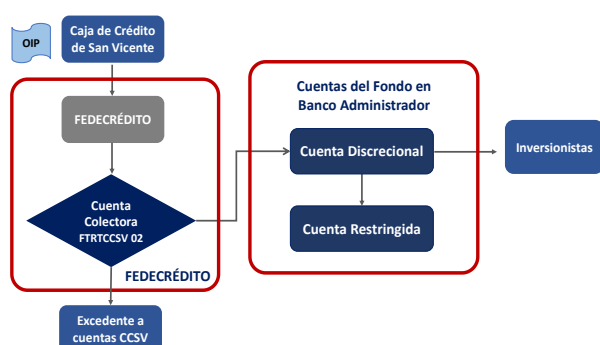 OIP
Caja de Crédito
de San Vicente
FEDECRÉDITO
Cuenta
Colectora
FTRTCCSV 02
FEDECRÉDITO
Excedente a
cuentas CCSV
Cuentas del Fondo en
Banco Administrador
Cuenta Discrecional
Cuenta Restringida
Inversionistas